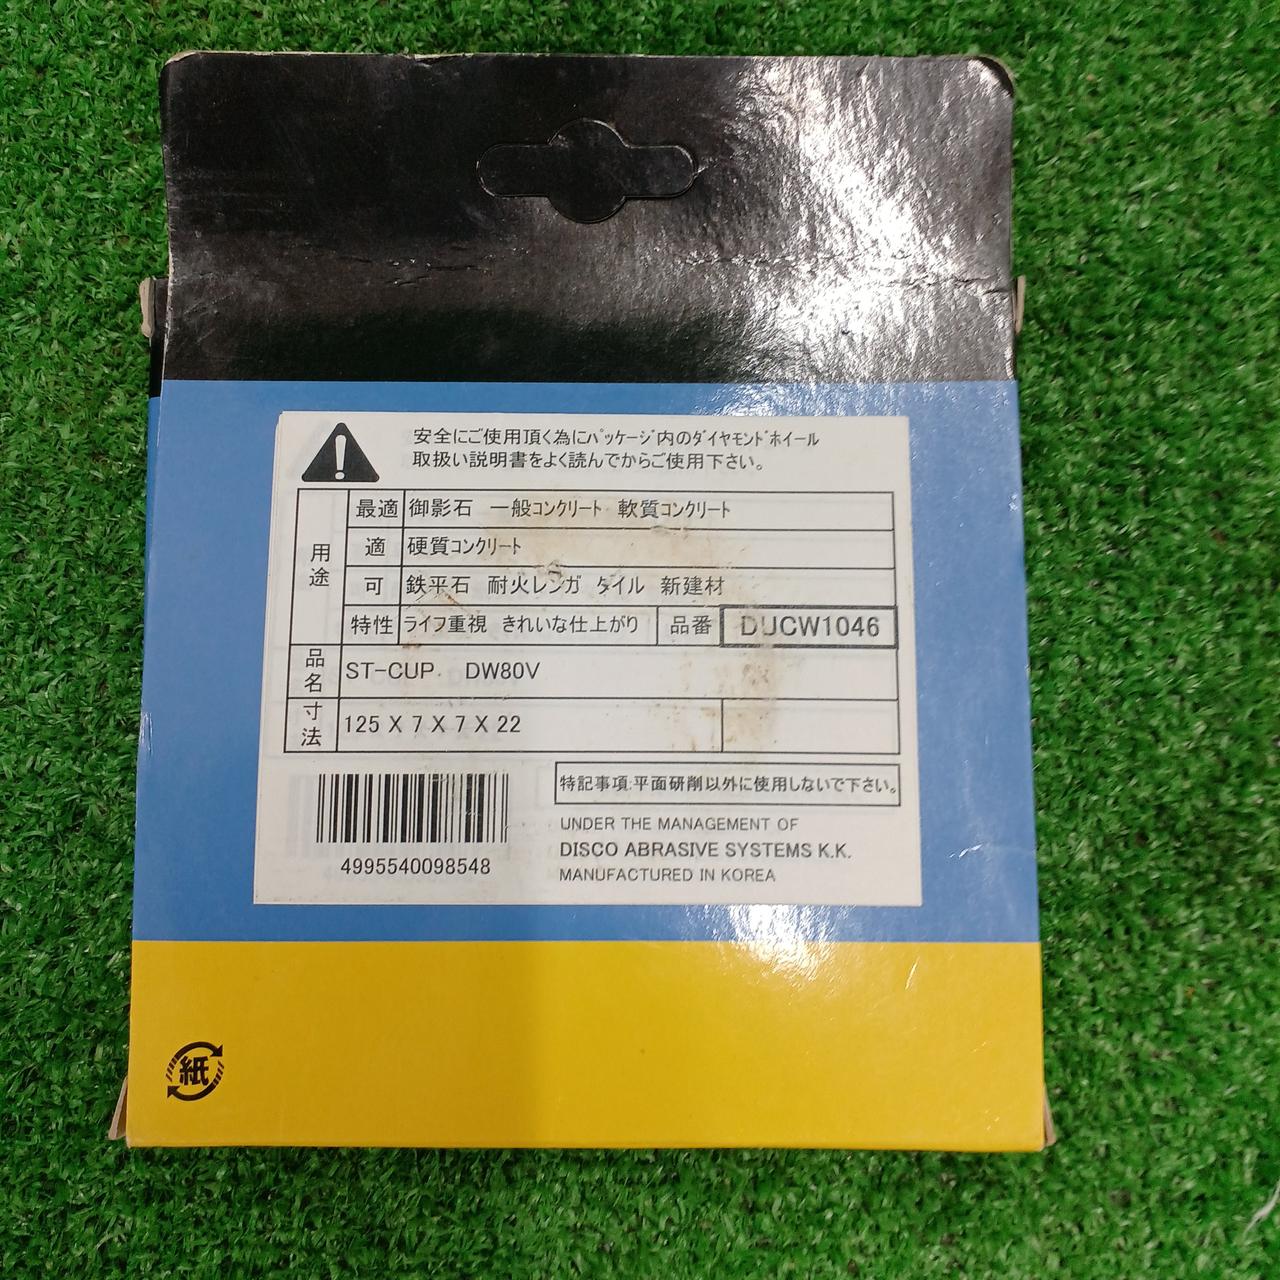 安全にご使用頂く為にパッケージ内のダイヤモンドホイール
取扱い説明書をよく読んでからご使用下さい。
用途
最適 御影石 一般コンクリート 軟質コンクリート
適 硬質コンクリート
可 鉄平石 耐火レンガ タイル 新建材
特性 ライフ重視 きれいな仕上がり 品番 DUCW1046
品名 ST-CUP DW80V
寸法 125 X 7 X 7 X 22
特記事項:平面研削以外に使用しないで下さい。
4995540098548
UNDER THE MANAGEMENT OF
DISCO ABRASIVE SYSTEMS K.K.
MANUFACTURED IN KOREA
紙